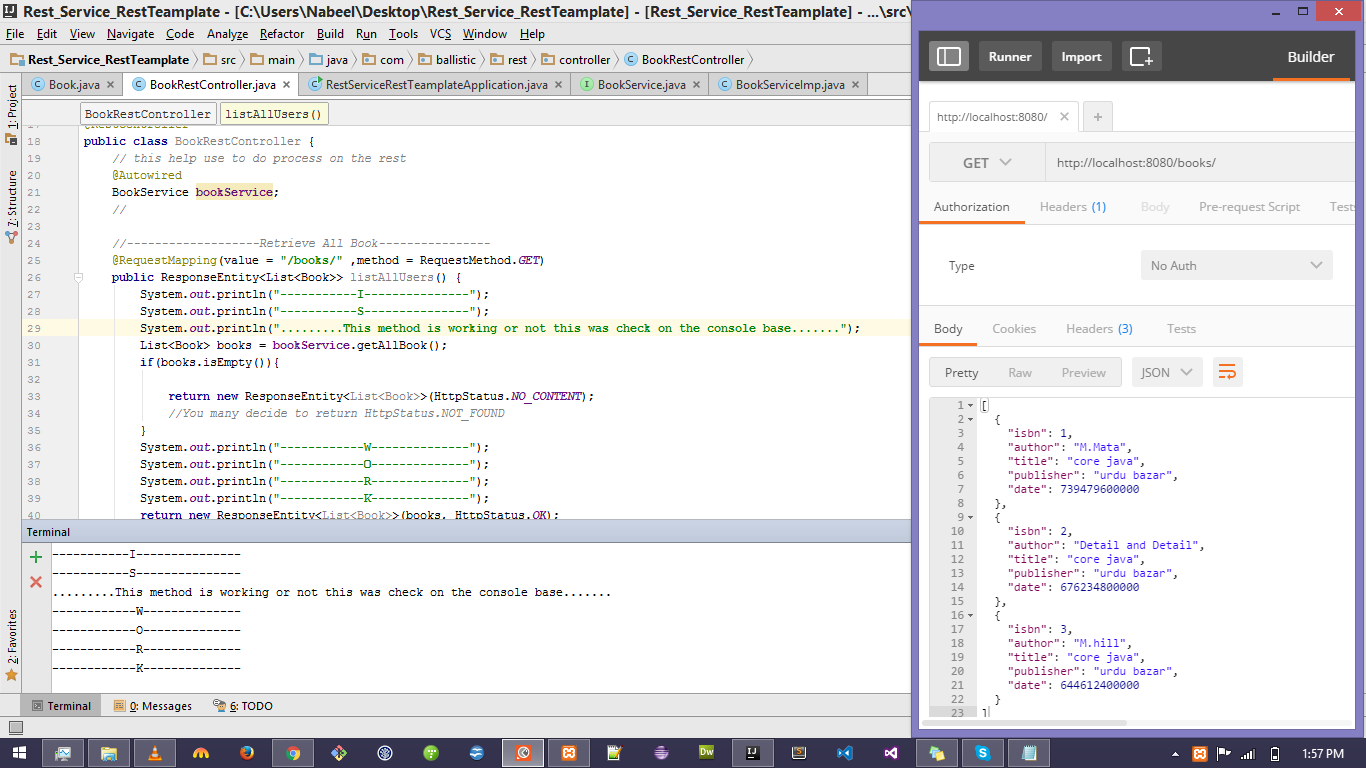 Rest_Service_RestTeamplate - [C:\Users\Nabeel\Desktop\Rest_Service_RestTeamplate] - [Rest_Service_RestTeamplate] - ...\src\
File Edit View Navigate Code Analyze Refactor Build Run Tools VCS Window Help
Rest_Service_RestTeamplate src main java com ballistic rest controller BookRestController
Book.java BookRestController.java RestServiceRestTeamplateApplication.java BookService.java BookServiceImp.java
1: Project
7: Structure
2: Favorites
BookRestController listAllUsers()
17 @RestController
18 public class BookRestController {
19 // this help use to do process on the rest
20 @Autowired
21 BookService bookService;
22 //
23
24 //-------------------Retrieve All Book----------------
25 @RequestMapping(value = "/books/" ,method = RequestMethod.GET)
26 public ResponseEntity<List<Book>> listAllUsers() {
27 System.out.println("-----------I---------------");
28 System.out.println("-----------S---------------");
29 System.out.println(".........This method is working or not this was check on the console base.......");
30 List<Book> books = bookService.getAllBook();
31 if(books.isEmpty()){
32
33 return new ResponseEntity<List<Book>>(HttpStatus.NO_CONTENT);
34 //You many decide to return HttpStatus.NOT_FOUND
35 }
36 System.out.println("------------W--------------");
37 System.out.println("------------O--------------");
38 System.out.println("------------R--------------");
39 System.out.println("------------K--------------");
40 return new ResponseEntity<List<Book>>(books, HttpStatus.OK);
Terminal
-----------I---------------
-----------S---------------
.........This method is working or not this was check on the console base.......
------------W--------------
------------O--------------
------------R--------------
------------K--------------
Terminal 0: Messages 6: TODO
Runner Import Builder
http://localhost:8080/
GET http://localhost:8080/books/
Authorization Headers (1) Body Pre-request Script Tests
Type No Auth
Body Cookies Headers (3) Tests
Pretty Raw Preview JSON
1 [
2 {
3 "isbn": 1,
4 "author": "M.Mata",
5 "title": "core java",
6 "publisher": "urdu bazar",
7 "date": 739479600000
8 },
9 {
10 "isbn": 2,
11 "author": "Detail and Detail",
12 "title": "core java",
13 "publisher": "urdu bazar",
14 "date": 676234800000
15 },
16 {
17 "isbn": 3,
18 "author": "M.hill",
19 "title": "core java",
20 "publisher": "urdu bazar",
21 "date": 644612400000
22 }
23 ]
Dw
1:57 PM